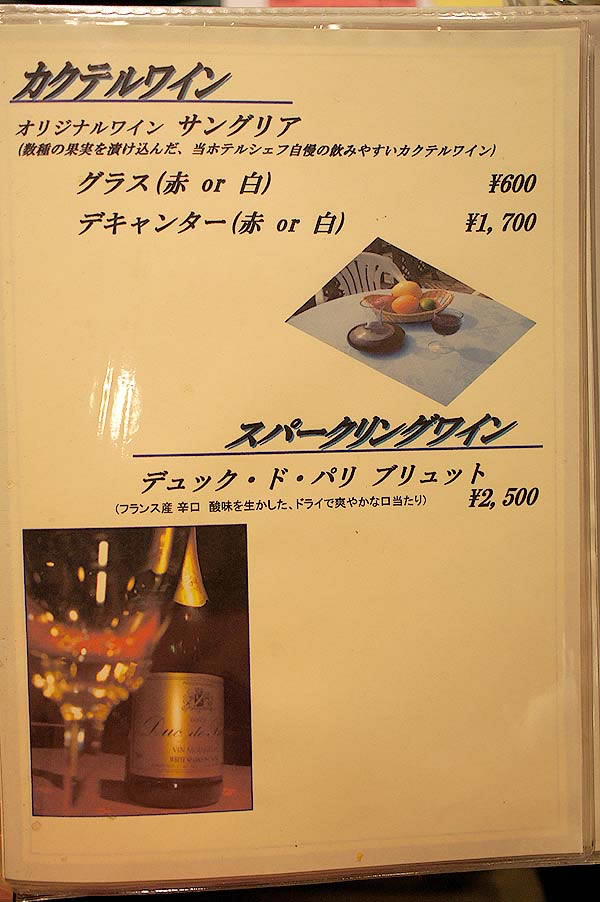 カクテルワイン
オリジナルワイン サングリア
(数種の果実を漬け込んだ、当ホテルシェフ自慢の飲みやすいカクテルワイン)
グラス(赤 or 白) ¥600
デキャンター(赤 or 白) ¥1,700
スパークリングワイン
デュック・ド・パリ ブリュット
(フランス産 辛口 酸味を生かした、ドライで爽やかな口当たり) ¥2,500
Duc de